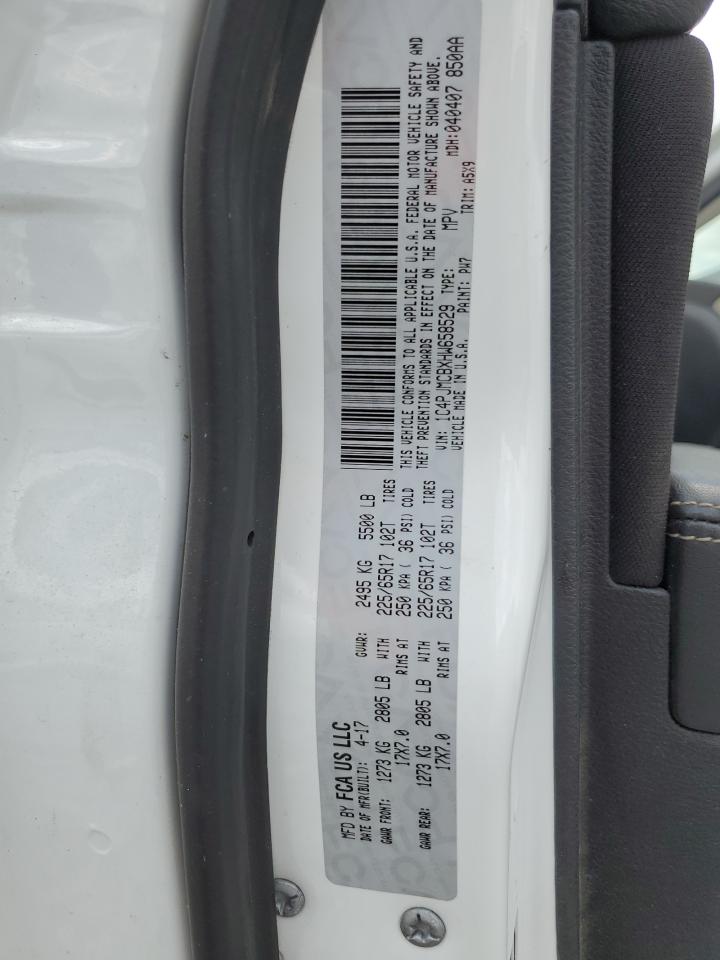 MFD BY FCA US LLC
DATE OF MFR(BUILT): 4-17 GVWR: 2495 KG 5500 LB
GAWR FRONT: 1273 KG 2805 LB WITH 225/65R17 102T TIRES
17X7.0 RIMS AT 250 KPA ( 36 PSI) COLD
GAWR REAR: 1273 KG 2805 LB WITH 225/65R17 102T TIRES
17X7.0 RIMS AT 250 KPA ( 36 PSI) COLD
THIS VEHICLE CONFORMS TO ALL APPLICABLE U.S.A. FEDERAL MOTOR VEHICLE SAFETY AND
THEFT PREVENTION STANDARDS IN EFFECT ON THE DATE OF MANUFACTURE SHOWN ABOVE.
VIN: 1C4PJMCBXHW658529 TYPE: MPV MDH:040407 850AA
VEHICLE MADE IN U.S.A. PAINT: PW7 TRIM: A5X9